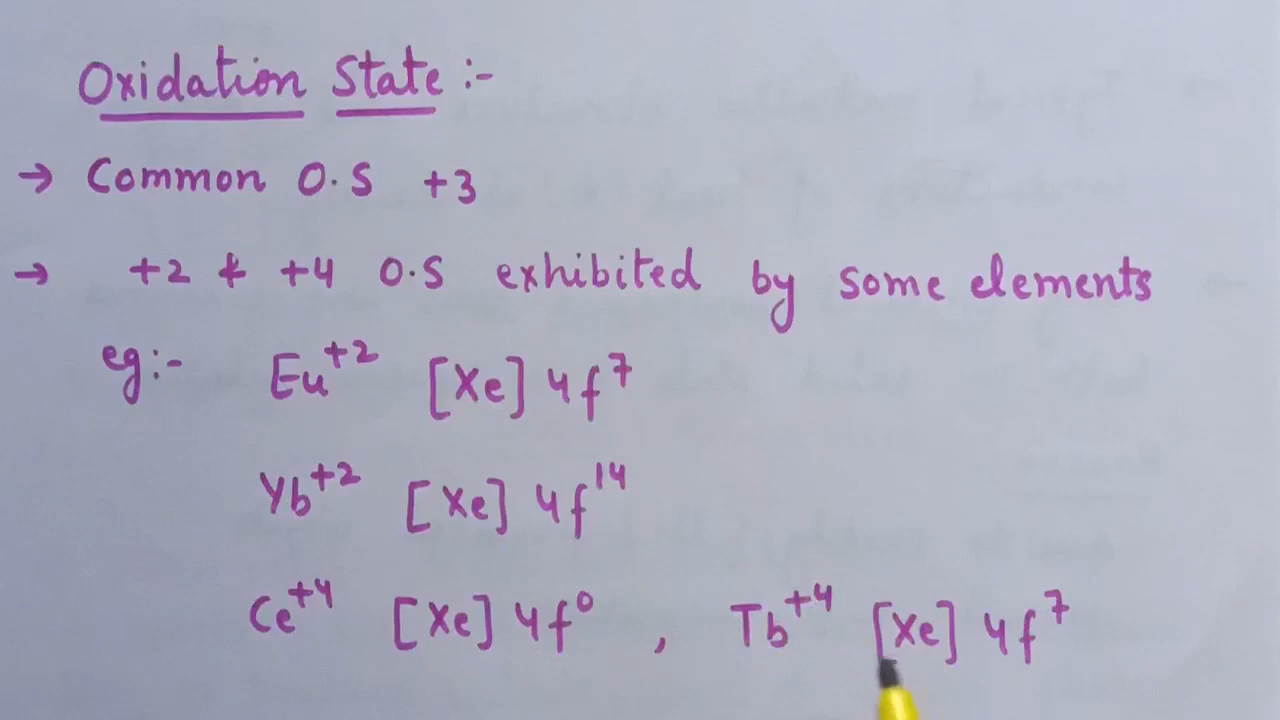 Oxidation State :-
→ Common O.S +3
→ +2 & +4 O.S exhibited by some elements
eg:- Eu⁺² [Xe] 4f⁷
Yb⁺² [Xe] 4f¹⁴
Ce⁺⁴ [Xe] 4f⁰ , Tb⁺⁴ [Xe] 4f⁷